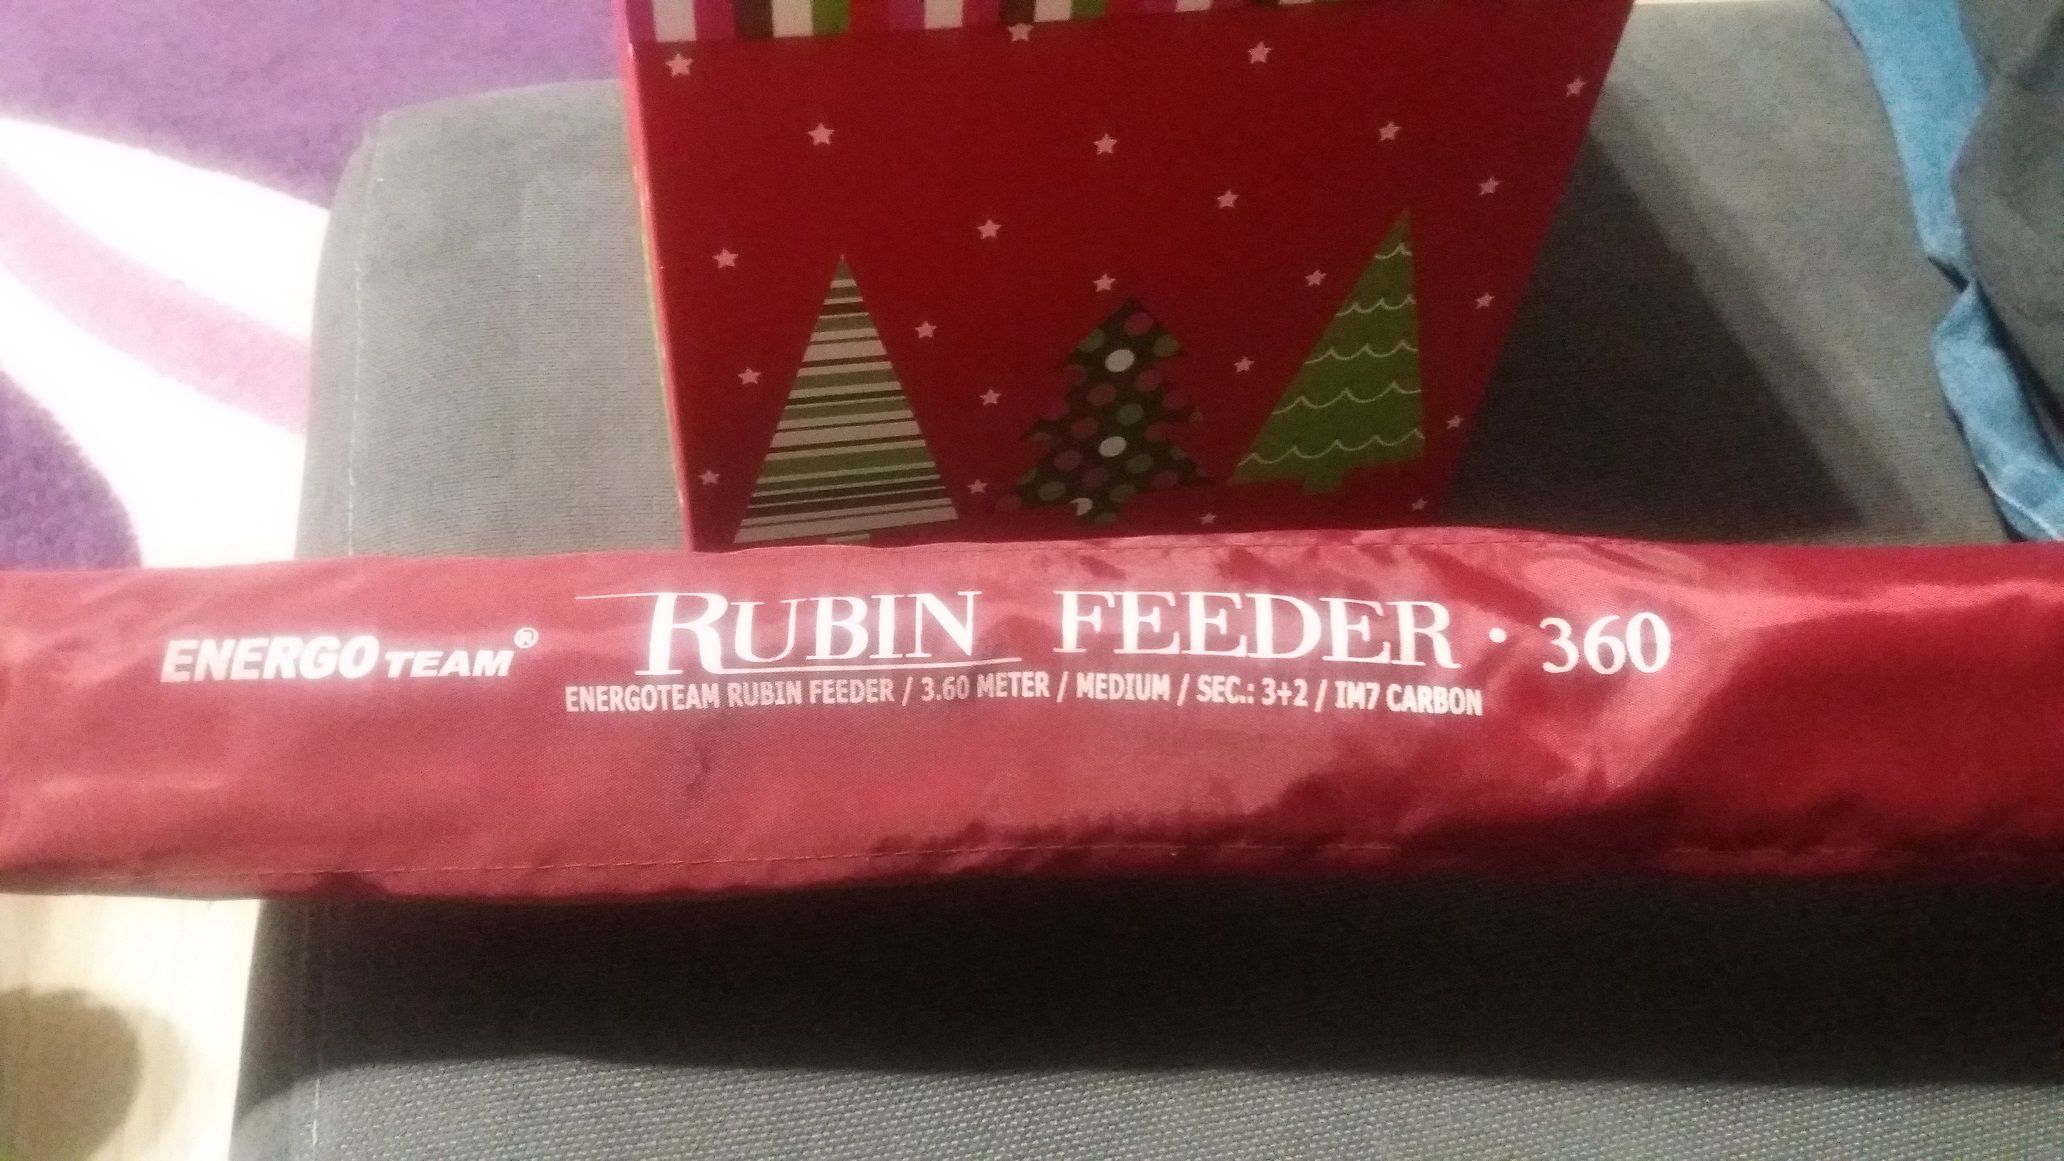 ENERGO TEAM® RUBIN FEEDER · 360
ENERGOTEAM RUBIN FEEDER / 3.60 METER / MEDIUM / SEC.: 3+2 / IM7 CARBON